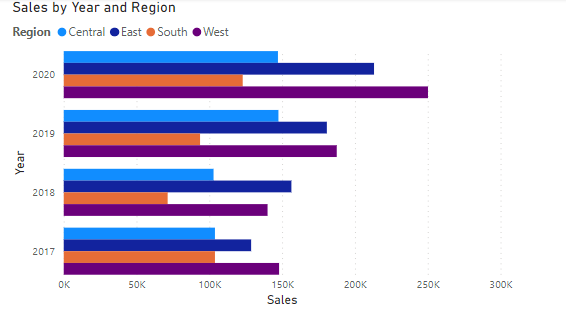 Sales by Year and Region
Region Central East South West
2020
2019
2018
2017
Year
0K 50K 100K 150K 200K 250K 300K
Sales